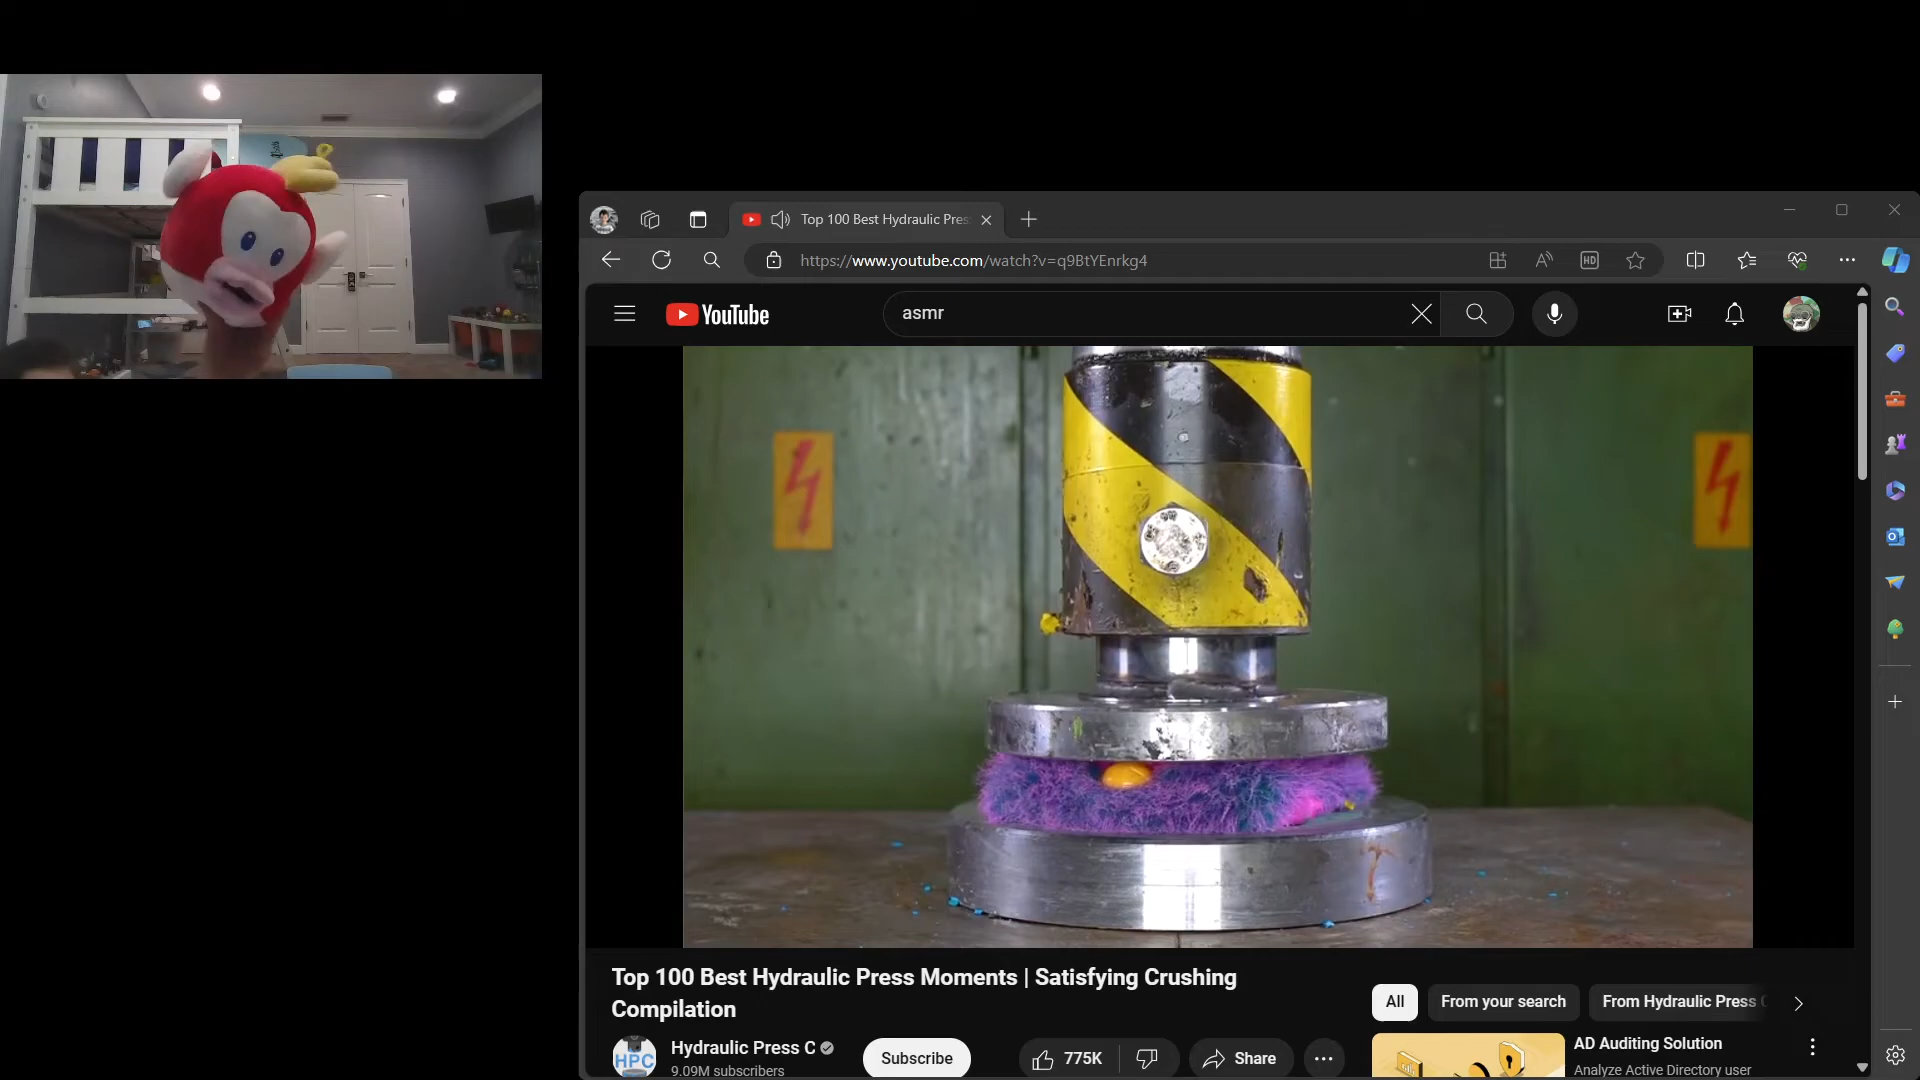 Top 100 Best Hydraulic Pres
https://www.youtube.com/watch?v=q9BtYEnrkg4
HD
YouTube
asmr
Top 100 Best Hydraulic Press Moments | Satisfying Crushing
Compilation
All
From your search
From Hydraulic Press C
HPC
Hydraulic Press C
9.09M subscribers
Subscribe
775K
Share
AD Auditing Solution
Analyze Active Directory user